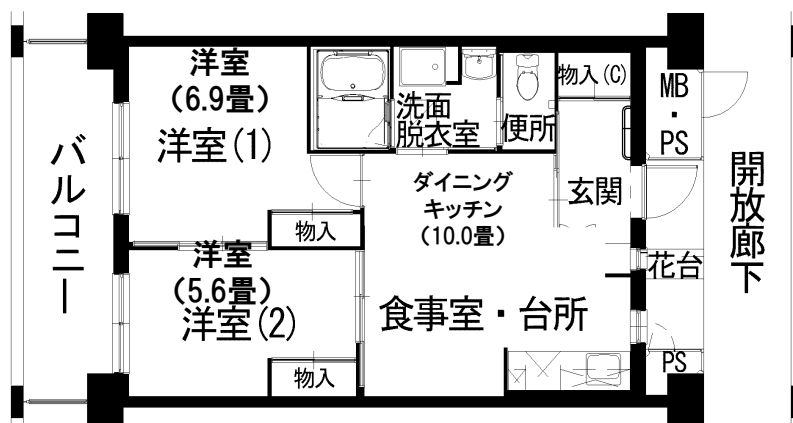 バルコニー
洋室
（6.9畳）
洋室(1)
物入
洋室
（5.6畳）
洋室(2)
物入
洗面
脱衣室
便所
物入(C)
MB
・
PS
玄関
ダイニング
キッチン
（10.0畳）
食事室・台所
花台
PS
開放廊下